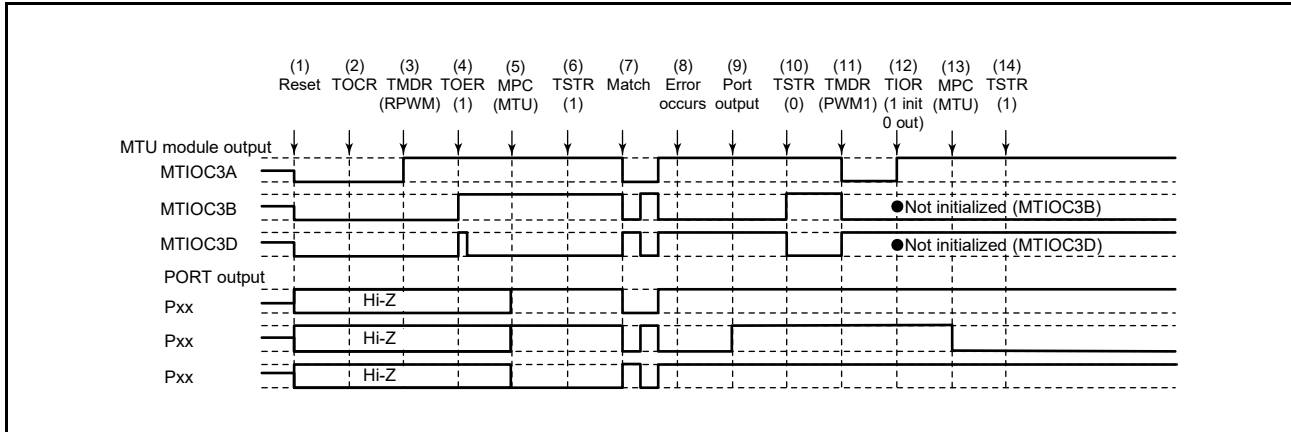 (1) (2) (3) (4) (5) (6) (7) (8) (9) (10) (11) (12) (13) (14)
Reset TOCR TMDR TOER MPC TSTR Match Error Port TSTR TMDR TIOR MPC TSTR
(RPWM) (1) (MTU) (1) occurs output (0) (PWM1) (1 init (MTU) (1)
0 out)
MTU module output
MTIOC3A
MTIOC3B
●Not initialized (MTIOC3B)
MTIOC3D
●Not initialized (MTIOC3D)
PORT output
Pxx
Hi-Z
Pxx
Hi-Z
Pxx
Hi-Z